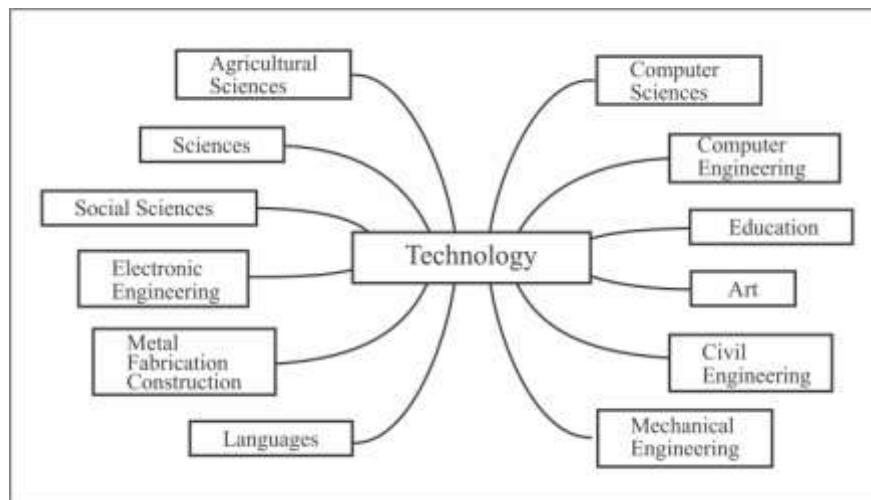 Agricultural
Sciences
Sciences
Social Sciences
Electronic
Engineering
Metal
Fabrication
Construction
Languages
Technology
Computer
Sciences
Computer
Engineering
Education
Art
Civil
Engineering
Mechanical
Engineering